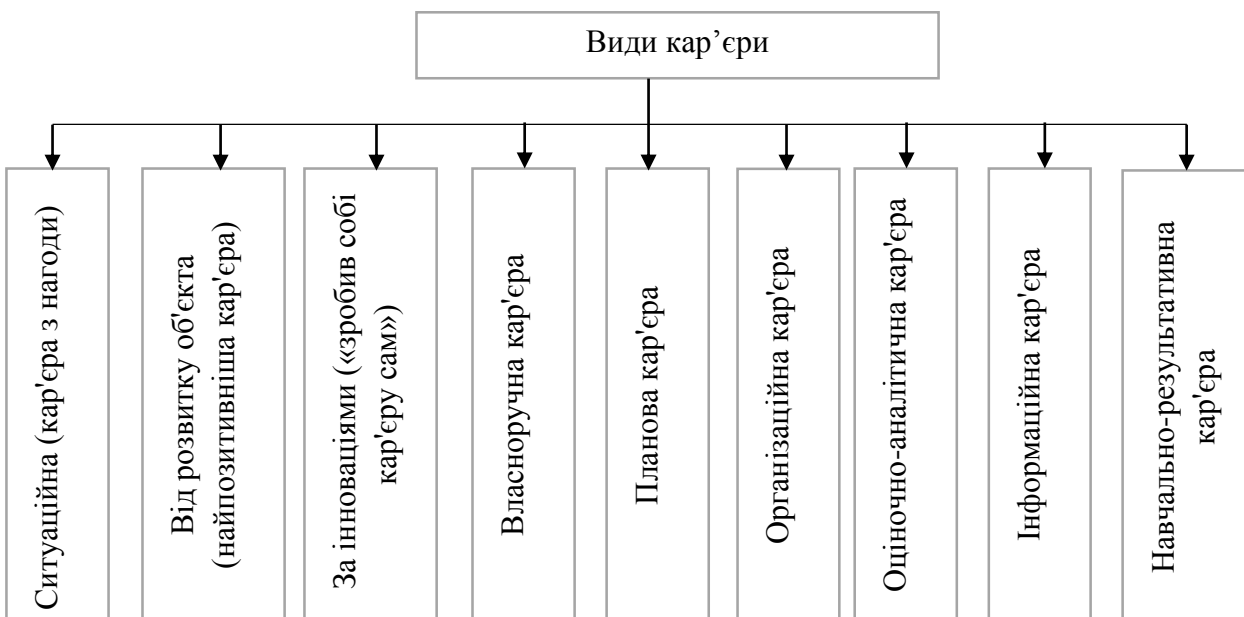 Види кар’єри
Ситуаційна (кар'єра з нагоди)
Від розвитку об'єкта
(найпозитивніша кар'єра)
За інноваціями («зробив собі
кар'єру сам»)
Власноручна кар'єра
Планова кар'єра
Організаційна кар'єра
Оціночно-аналітична кар'єра
Інформаційна кар'єра
Навчально-результативна
кар'єра